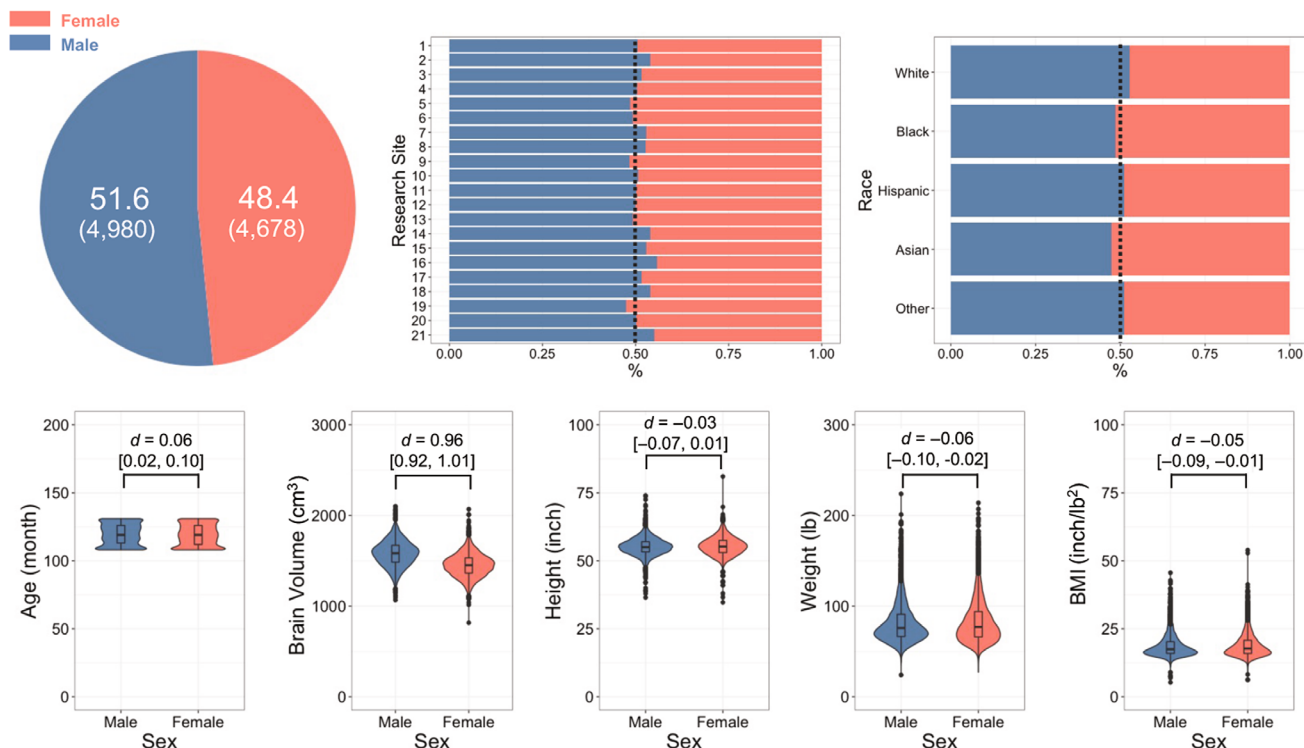 Female
Male
51.6
(4,980)
48.4
(4,678)
Research Site
1
2
3
4
5
6
7
8
9
10
11
12
13
14
15
16
17
18
19
20
21
0.00 0.25 0.50 0.75 1.00
%
Race
White
Black
Hispanic
Asian
Other
0.00 0.25 0.50 0.75 1.00
%
Age (month)
200
150
100
50
0
d = 0.06
[0.02, 0.10]
Male Female
Sex
Brain Volume (cm³)
3000
2000
1000
0
d = 0.96
[0.92, 1.01]
Male Female
Sex
Height (inch)
100
75
50
25
0
d = −0.03
[−0.07, 0.01]
Male Female
Sex
Weight (lb)
300
200
100
0
d = −0.06
[−0.10, -0.02]
Male Female
Sex
BMI (inch/lb²)
100
75
50
25
0
d = −0.05
[−0.09, −0.01]
Male Female
Sex